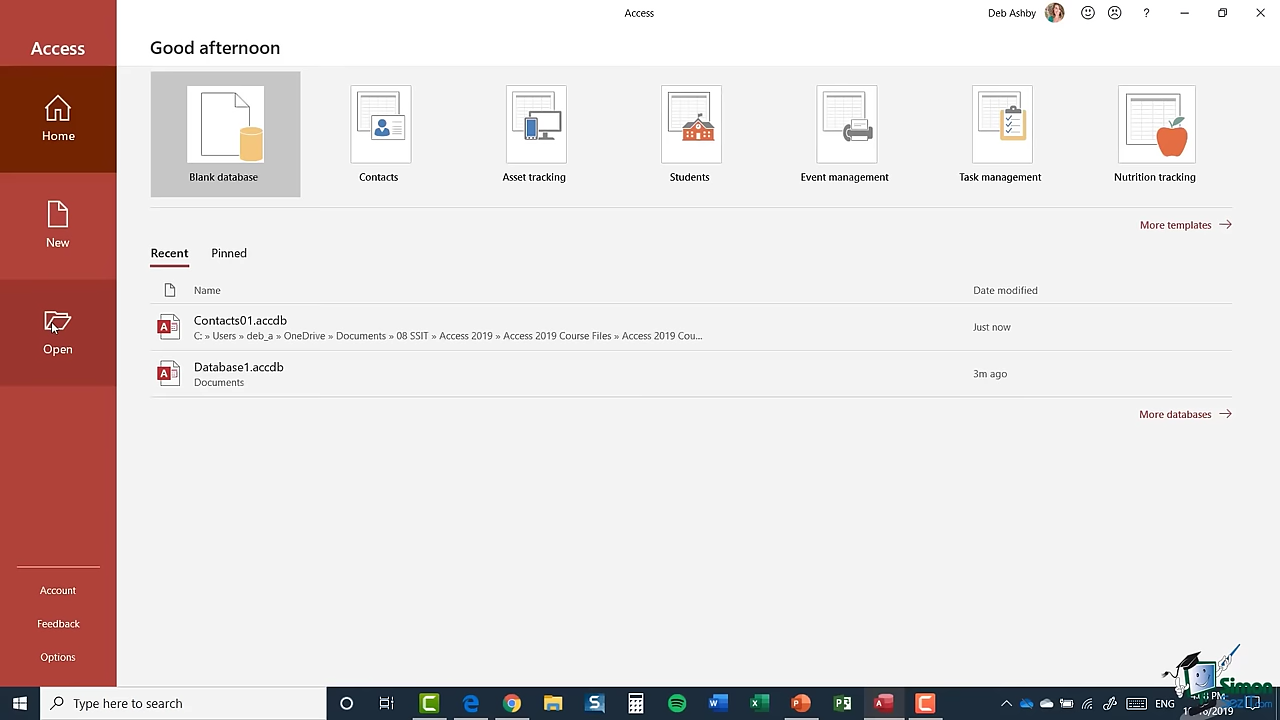 Access
Deb Ashby
?
Access
Good afternoon
Home
New
Open
Blank database
Contacts
Asset tracking
Students
Event management
Task management
Nutrition tracking
More templates
Recent
Pinned
Name
Date modified
Contacts01.accdb
C: » Users » deb_a » OneDrive » Documents » 08 SSIT » Access 2019 » Access 2019 Course Files » Access 2019 Cou...
Just now
Database1.accdb
Documents
3m ago
More databases
Account
Feedback
Options
Type here to search
ENG
Simon